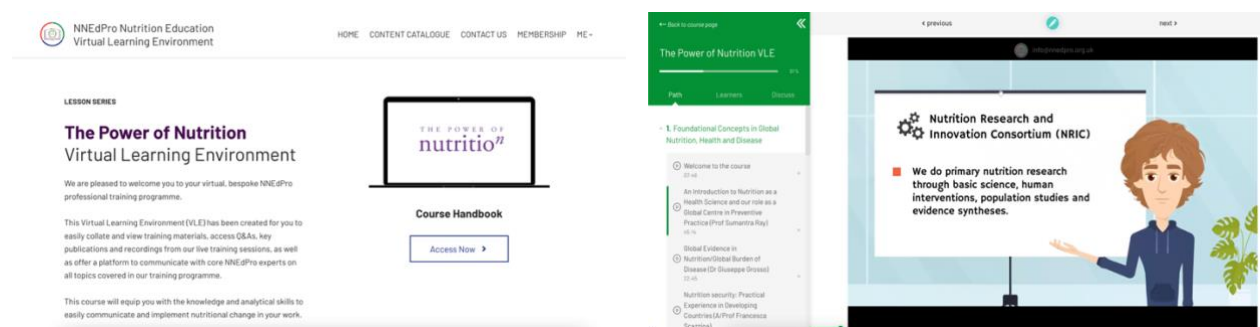 NNEdPro Nutrition Education
Virtual Learning Environment
HOME CONTENT CATALOGUE CONTACT US MEMBERSHIP ME
LESSON SERIES
The Power of Nutrition
Virtual Learning Environment
We are pleased to welcome you to your virtual, bespoke NNEdPro
professional training programme.
This Virtual Learning Environment (VLE) has been created for you to
easily collate and view training materials, access Q&As, key
publications and recordings from our live training sessions, as well
as offer a platform to communicate with core NNEdPro experts on
all topics covered in our training programme.
This course will equip you with the knowledge and analytical skills to
easily communicate and implement nutritional change in your work.
THE POWER OF
nutrition
Course Handbook
Access Now >
← Back to course page
The Power of Nutrition VLE
Path Learners Discuss
1. Foundational Concepts in Global
Nutrition, Health and Disease
Welcome to the course
An Introduction to Nutrition as a
Health Science and our role as a
Global Centre in Preventive
Practice (Prof Sumantra Ray)
Global Evidence in
Nutrition/Global Burden of
Disease (Dr Giuseppe Grosso)
Nutrition security: Practical
Experience in Developing
Countries (A/Prof Francesca
< previous
next >
info@nnedpro.org.uk
Nutrition Research and
Innovation Consortium (NRIC)
We do primary nutrition research
through basic science, human
interventions, population studies and
evidence syntheses.